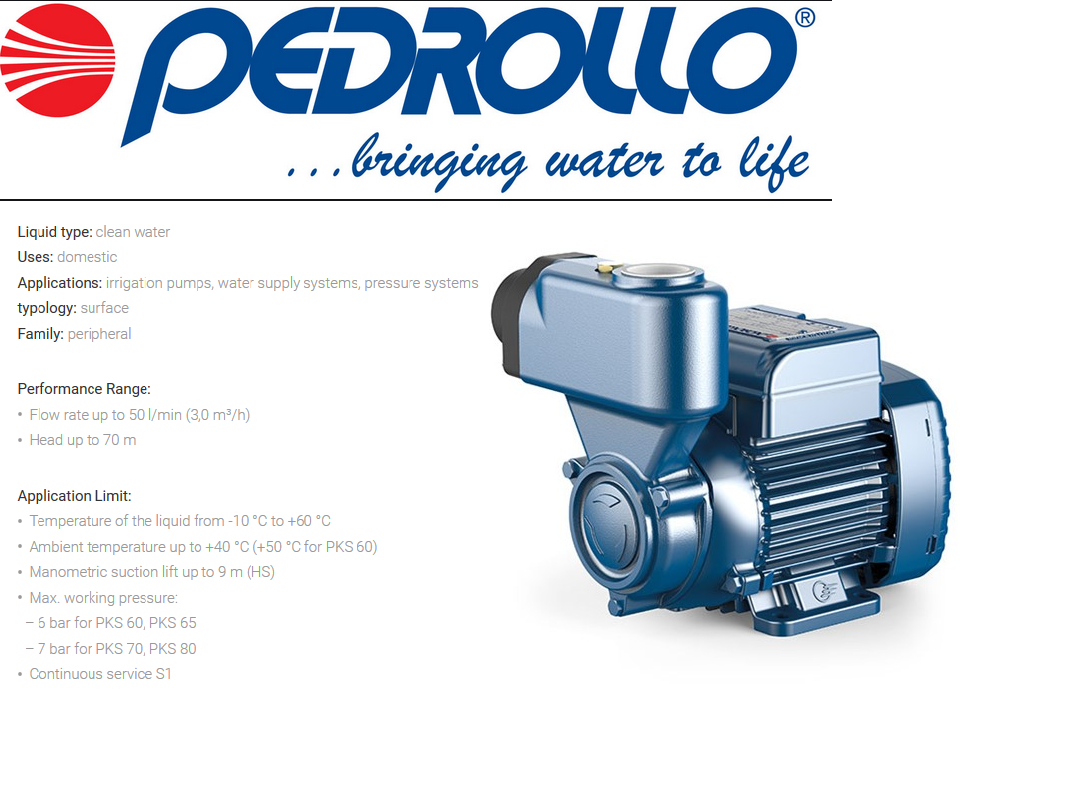 PEDROLLO®
...bringing water to life
Liquid type: clean water
Uses: domestic
Applications: irrigation pumps, water supply systems, pressure systems
typology: surface
Family: peripheral
Performance Range:
• Flow rate up to 50 l/min (3,0 m³/h)
• Head up to 70 m
Application Limit:
• Temperature of the liquid from -10 °C to +60 °C
• Ambient temperature up to +40 °C (+50 °C for PKS 60)
• Manometric suction lift up to 9 m (HS)
• Max. working pressure:
– 6 bar for PKS 60, PKS 65
– 7 bar for PKS 70, PKS 80
• Continuous service S1